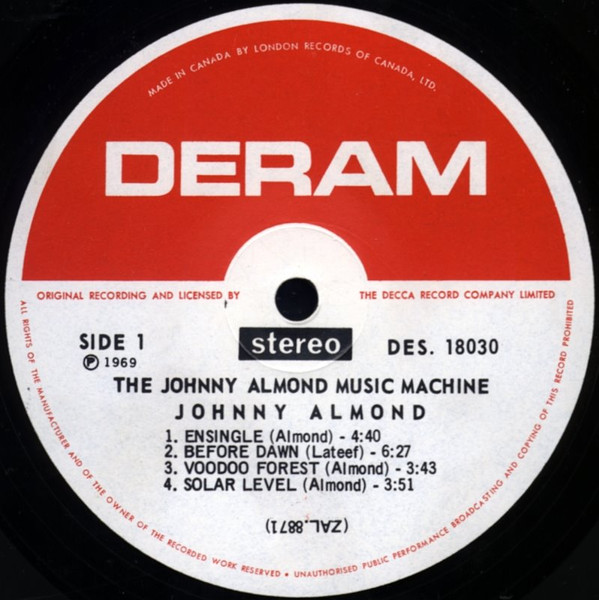 MADE IN CANADA BY LONDON RECORDS OF CANADA, LTD.
DERAM
ORIGINAL RECORDING AND LICENSED BY THE DECCA RECORD COMPANY LIMITED
SIDE 1
stereo
DES. 18030
Ⓟ 1969
THE JOHNNY ALMOND MUSIC MACHINE
JOHNNY ALMOND
1. ENSINGLE (Almond) - 4:40
2. BEFORE DAWN (Lateef) - 6:27
3. VOODOO FOREST (Almond) - 3:43
4. SOLAR LEVEL (Almond) - 3:51
(ZAL.8871)
ALL RIGHTS OF THE MANUFACTURER AND OF THE OWNER OF THE RECORDED WORK RESERVED • UNAUTHORISED PUBLIC PERFORMANCE BROADCASTING AND COPYING OF THIS RECORD PROHIBITED